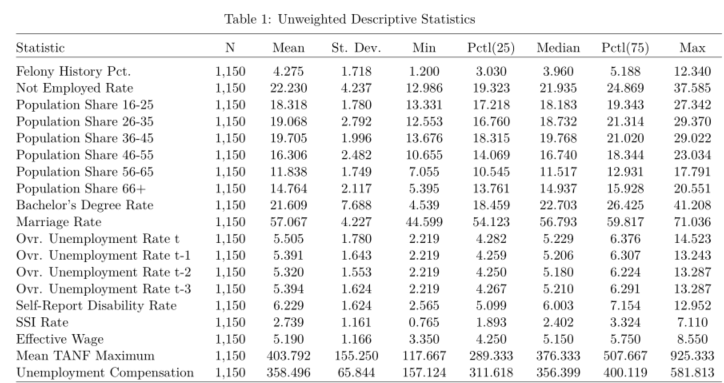 Table 1: Unweighted Descriptive Statistics
Statistic N Mean St. Dev. Min Pctl(25) Median Pctl(75) Max
Felony History Pct. 1,150 4.275 1.718 1.200 3.030 3.960 5.188 12.340
Not Employed Rate 1,150 22.230 4.237 12.986 19.323 21.935 24.869 37.585
Population Share 16-25 1,150 18.318 1.780 13.331 17.218 18.183 19.343 27.342
Population Share 26-35 1,150 19.068 2.792 12.553 16.760 18.732 21.314 29.370
Population Share 36-45 1,150 19.705 1.996 13.676 18.315 19.768 21.020 29.022
Population Share 46-55 1,150 16.306 2.482 10.655 14.069 16.740 18.344 23.034
Population Share 56-65 1,150 11.838 1.749 7.055 10.545 11.517 12.931 17.791
Population Share 66+ 1,150 14.764 2.117 5.395 13.761 14.937 15.928 20.551
Bachelor's Degree Rate 1,150 21.609 7.688 4.539 18.459 22.703 26.425 41.208
Marriage Rate 1,150 57.067 4.227 44.599 54.123 56.793 59.817 71.036
Ovr. Unemployment Rate t 1,150 5.505 1.780 2.219 4.282 5.229 6.376 14.523
Ovr. Unemployment Rate t-1 1,150 5.391 1.643 2.219 4.259 5.206 6.307 13.243
Ovr. Unemployment Rate t-2 1,150 5.320 1.553 2.219 4.250 5.180 6.224 13.287
Ovr. Unemployment Rate t-3 1,150 5.394 1.624 2.219 4.267 5.210 6.291 13.287
Self-Report Disability Rate 1,150 6.229 1.624 2.565 5.099 6.003 7.154 12.952
SSI Rate 1,150 2.739 1.161 0.765 1.893 2.402 3.324 7.110
Effective Wage 1,150 5.190 1.166 3.350 4.250 5.150 5.750 8.550
Mean TANF Maximum 1,150 403.792 155.250 117.667 289.333 376.333 507.667 925.333
Unemployment Compensation 1,150 358.496 65.844 157.124 311.618 356.399 400.119 581.813